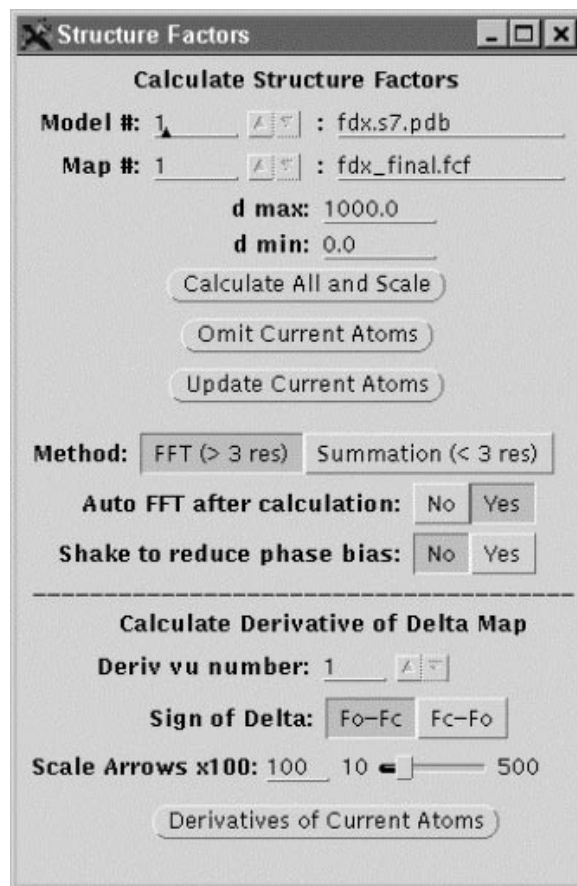 Structure Factors
Calculate Structure Factors
Model #: 1 : fdx.s7.pdb
Map #: 1 : fdx_final.fcf
d max: 1000.0
d min: 0.0
Calculate All and Scale
Omit Current Atoms
Update Current Atoms
Method: FFT (> 3 res) Summation (< 3 res)
Auto FFT after calculation: No Yes
Shake to reduce phase bias: No Yes
Calculate Derivative of Delta Map
Deriv vu number: 1
Sign of Delta: Fo-Fc Fc-Fo
Scale Arrows x100: 100 10 500
Derivatives of Current Atoms